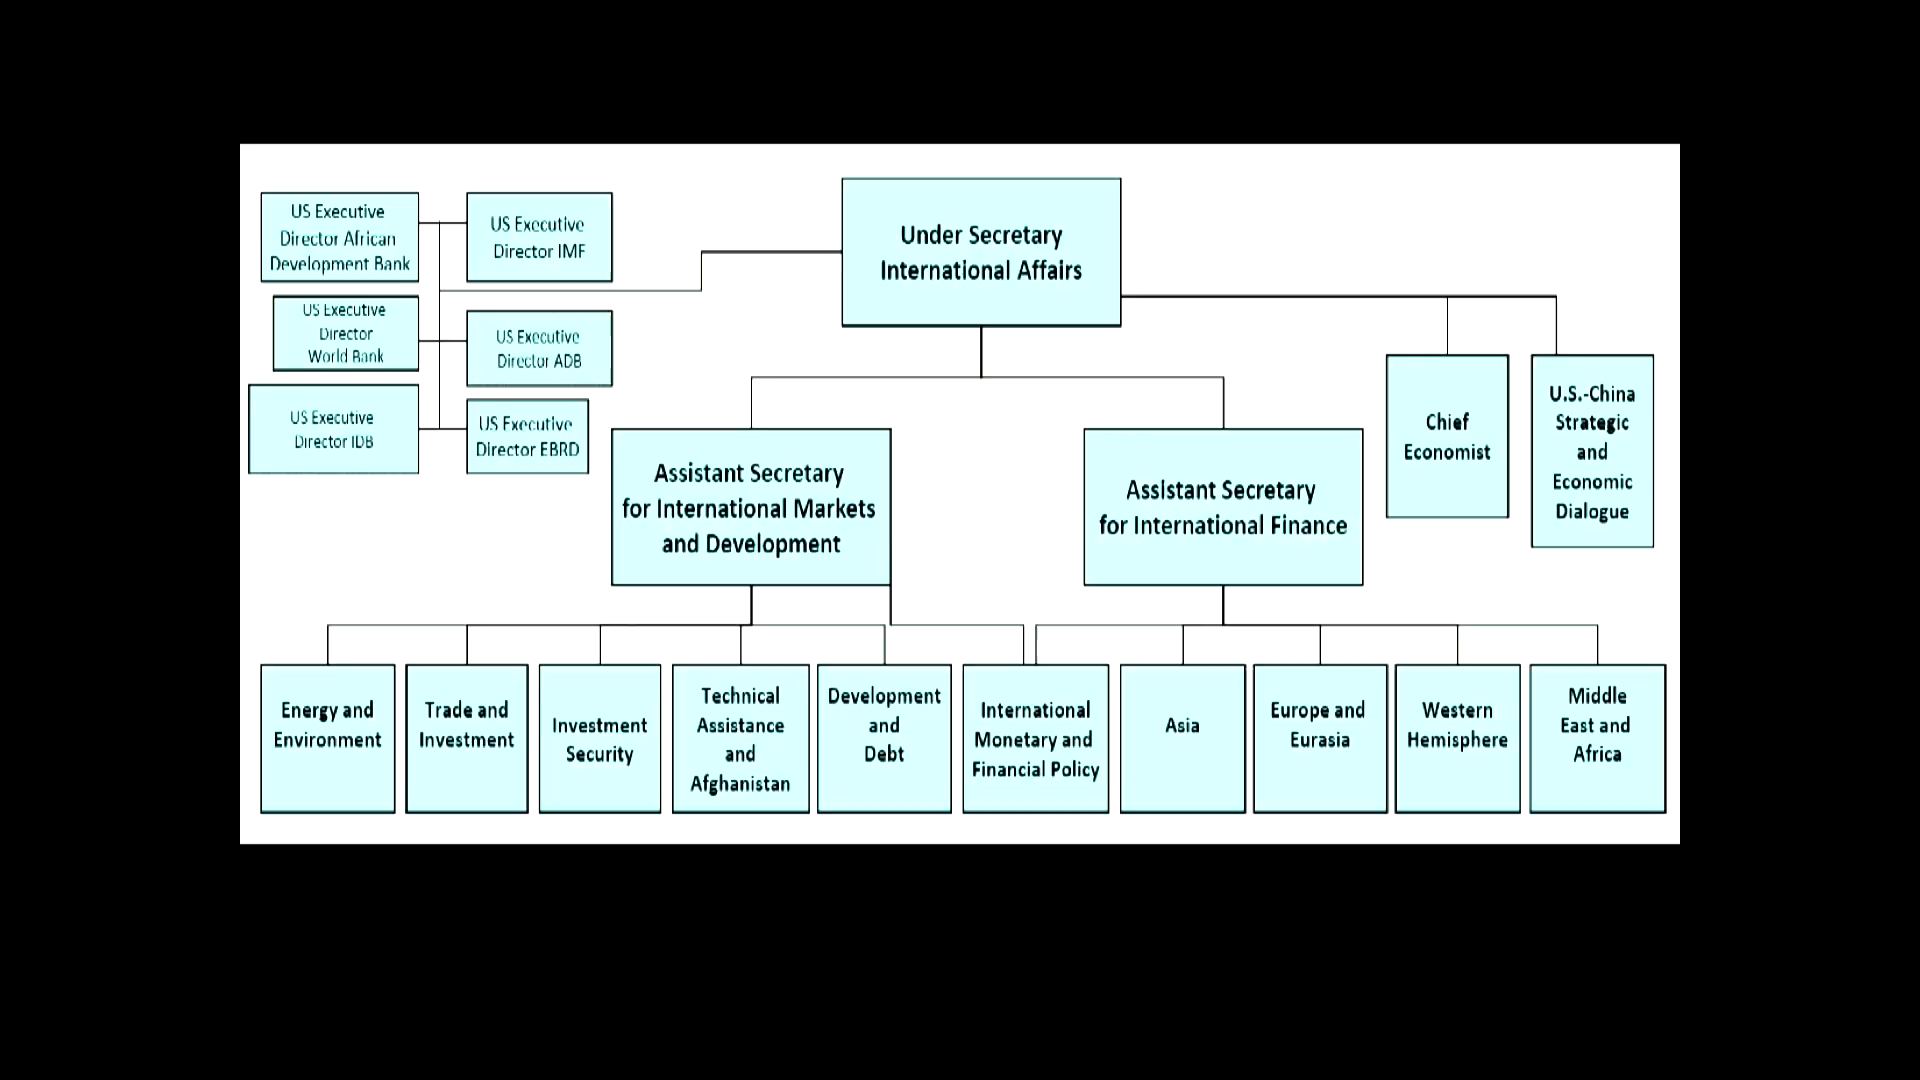 US Executive
Director African
Development Bank
US Executive
Director IMF
US Executive
Director
World Bank
US Executive
Director ADB
US Executive
Director IDB
US Executive
Director EBRD
Under Secretary
International Affairs
Chief
Economist
U.S.-China
Strategic
and
Economic
Dialogue
Assistant Secretary
for International Markets
and Development
Assistant Secretary
for International Finance
Energy and
Environment
Trade and
Investment
Investment
Security
Technical
Assistance
and
Afghanistan
Development
and
Debt
International
Monetary and
Financial Policy
Asia
Europe and
Eurasia
Western
Hemisphere
Middle
East and
Africa